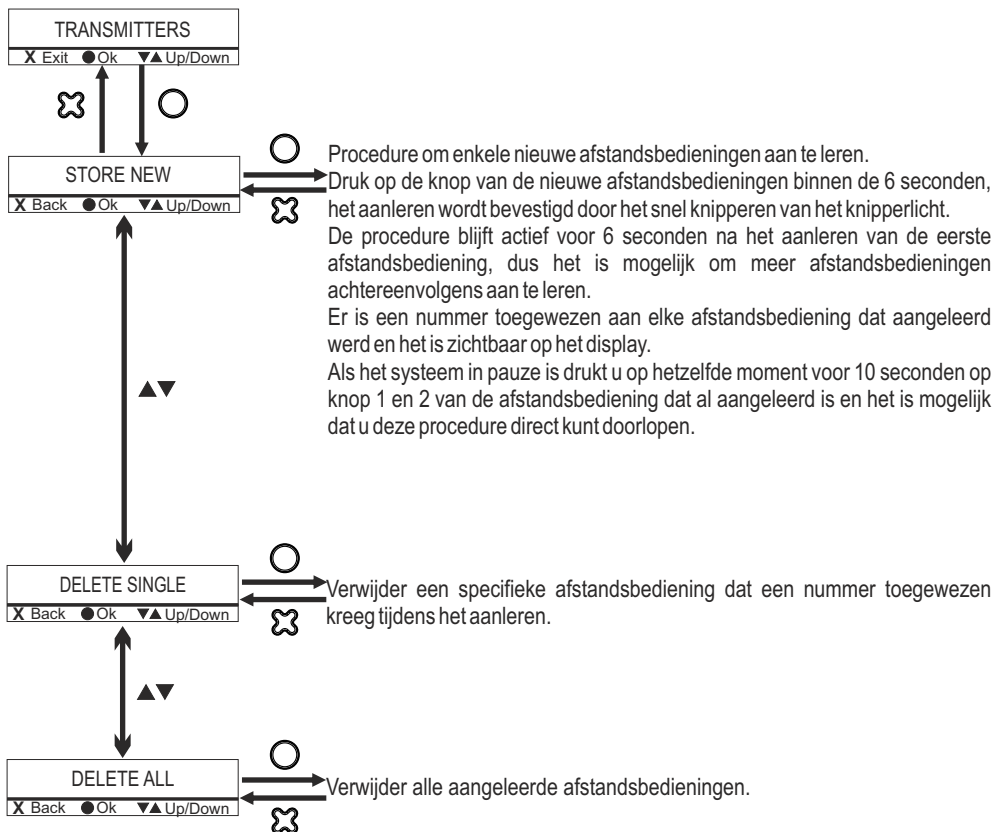 TRANSMITTERS
X Exit ●Ok ▼▲Up/Down
STORE NEW
X Back ●Ok ▼▲Up/Down
Procedure om enkele nieuwe afstandsbedieningen aan te leren.
Druk op de knop van de nieuwe afstandsbedieningen binnen de 6 seconden,
het aanleren wordt bevestigd door het snel knipperen van het knipperlicht.
De procedure blijft actief voor 6 seconden na het aanleren van de eerste
afstandsbediening, dus het is mogelijk om meer afstandsbedieningen
achtereenvolgens aan te leren.
Er is een nummer toegewezen aan elke afstandsbediening dat aangeleerd
werd en het is zichtbaar op het display.
Als het systeem in pauze is drukt u op hetzelfde moment voor 10 seconden op
knop 1 en 2 van de afstandsbediening dat al aangeleerd is en het is mogelijk
dat u deze procedure direct kunt doorlopen.
▲▼
DELETE SINGLE
X Back ●Ok ▼▲Up/Down
Verwijder een specifieke afstandsbediening dat een nummer toegewezen
kreeg tijdens het aanleren.
▲▼
DELETE ALL
X Back ●Ok ▼▲Up/Down
Verwijder alle aangeleerde afstandsbedieningen.